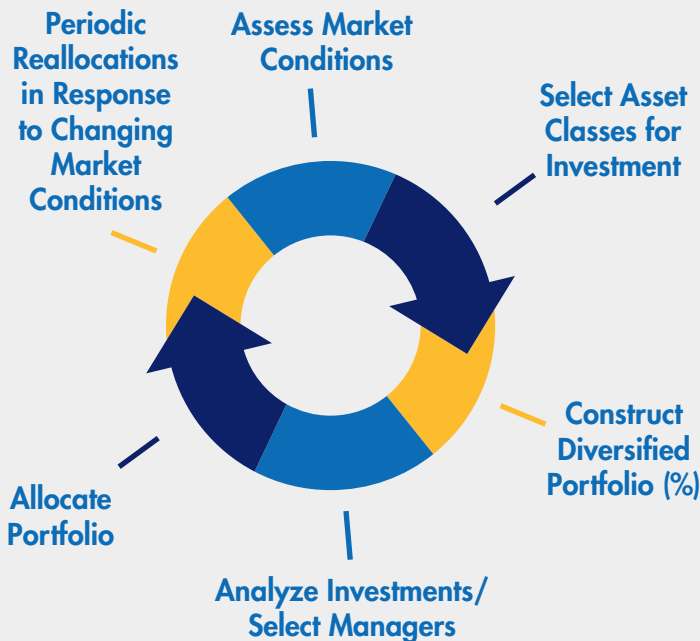 Periodic
Reallocations
in Response
to Changing
Market
Conditions
Assess Market
Conditions
Select Asset
Classes for
Investment
Construct
Diversified
Portfolio (%)
Analyze Investments/
Select Managers
Allocate
Portfolio